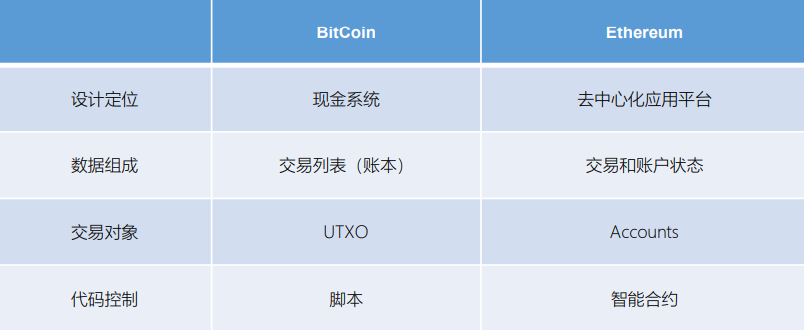 BitCoin Ethereum
设计定位 现金系统 去中心化应用平台
数据组成 交易列表（账本） 交易和账户状态
交易对象 UTXO Accounts
代码控制 脚本 智能合约